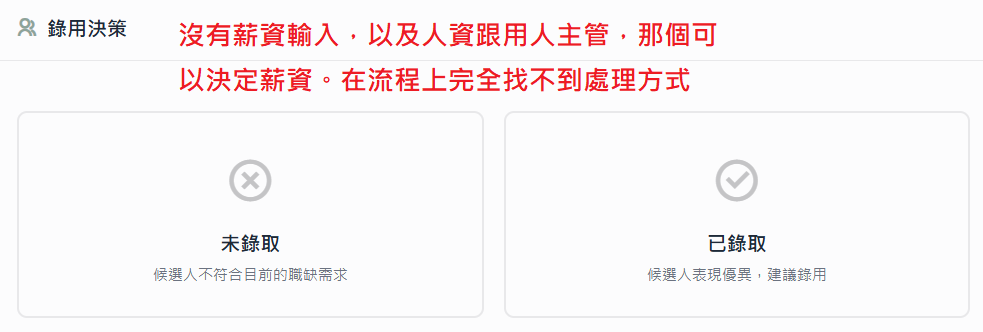 錄用決策
沒有薪資輸入，以及人資跟用人主管，那個可
以決定薪資。在流程上完全找不到處理方式
未錄取
候選人不符合目前的職缺需求
已錄取
候選人表現優異，建議錄用